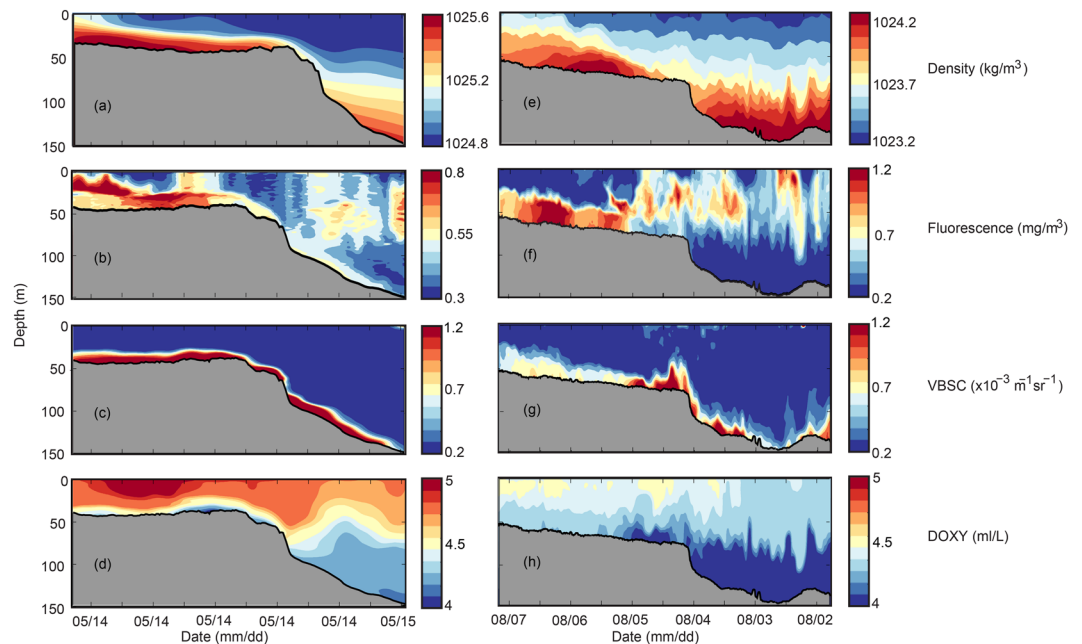 0
50
100
150
(a)
1025.6
1025.2
1024.8
(e)
1024.2
1023.7
1023.2
Density (kg/m³)
0
50
100
150
(b)
0.8
0.55
0.3
(f)
1.2
0.7
0.2
Fluorescence (mg/m³)
Depth (m)
0
50
100
150
(c)
1.2
0.7
0.2
(g)
1.2
0.7
0.2
VBSC (x10⁻³ m⁻¹sr⁻¹)
0
50
100
150
(d)
5
4.5
4
(h)
5
4.5
4
DOXY (ml/L)
05/14 05/14 05/14 05/14 05/14 05/15
Date (mm/dd)
08/07 08/06 08/05 08/04 08/03 08/02
Date (mm/dd)